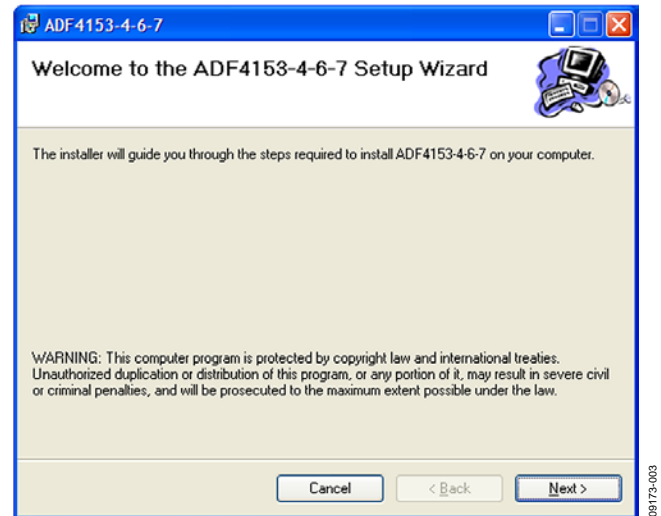 ADF4153-4-6-7
Welcome to the ADF4153-4-6-7 Setup Wizard
The installer will guide you through the steps required to install ADF4153-4-6-7 on your computer.
WARNING: This computer program is protected by copyright law and international treaties.
Unauthorized duplication or distribution of this program, or any portion of it, may result in severe civil
or criminal penalties, and will be prosecuted to the maximum extent possible under the law.
Cancel
< Back
Next >
09173-003